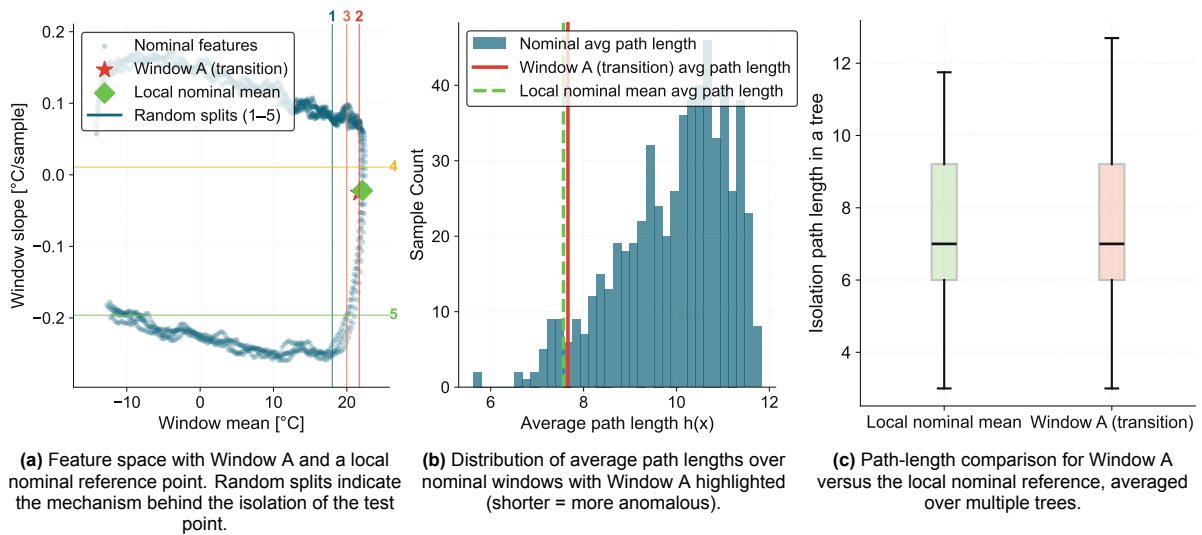 1 3 2
Nominal features
Window A (transition)
Local nominal mean
Random splits (1–5)
0.1
0.0
−0.1
−0.2
4
5
Window slope [°C/sample]
−10 0 10 20
Window mean [°C]
Nominal avg path length
Window A (transition) avg path length
Local nominal mean avg path length
40
30
20
10
0
Sample Count
6 8 10 12
Average path length h(x)
12
10
8
6
4
Isolation path length in a tree
Local nominal mean Window A (transition)
(a) Feature space with Window A and a local
nominal reference point. Random splits indicate
the mechanism behind the isolation of the test
point.
(b) Distribution of average path lengths over
nominal windows with Window A highlighted
(shorter = more anomalous).
(c) Path-length comparison for Window A
versus the local nominal reference, averaged
over multiple trees.